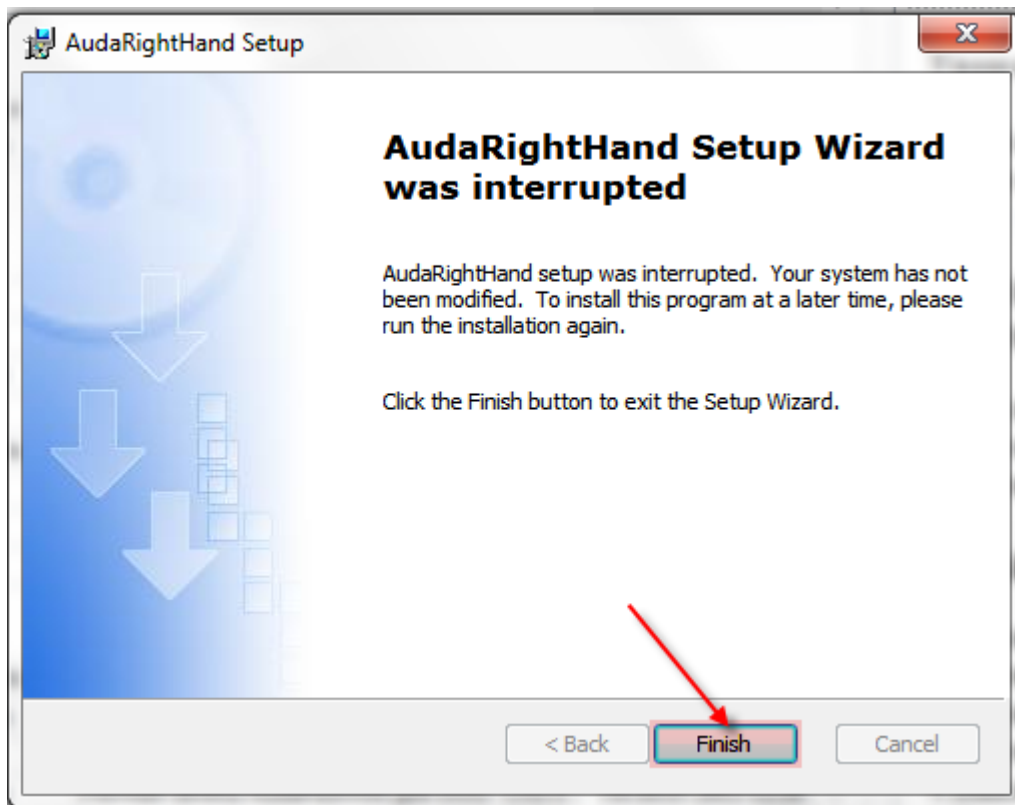 AudaRightHand Setup
AudaRightHand Setup Wizard
was interrupted
AudaRightHand setup was interrupted.  Your system has not
been modified.  To install this program at a later time, please
run the installation again.
Click the Finish button to exit the Setup Wizard.
< Back
Finish
Cancel